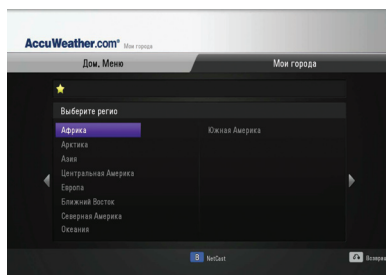 AccuWeather.com® Мои города
Дом. Меню Мои города
Выберите регио
Африка Южная Америка
Арктика
Азия
Центральная Америка
Европа
Ближний Восток
Северная Америка
Океания
B NetCast Возвра